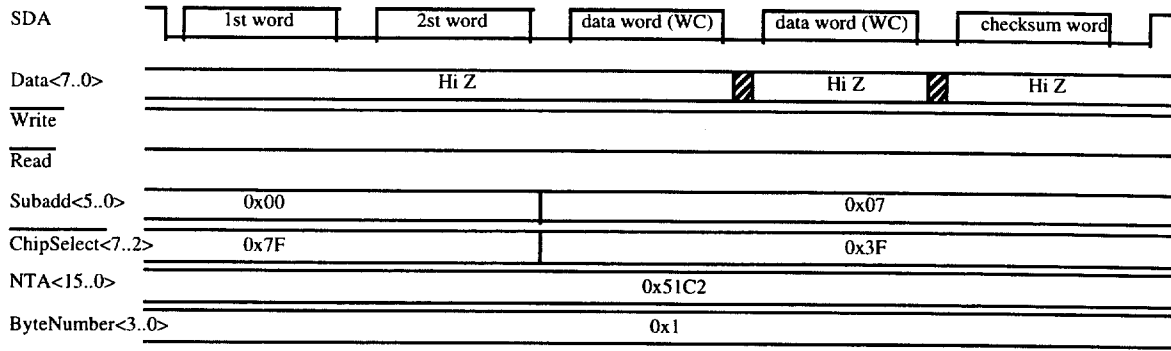 SDA 1st word 2st word data word (WC) data word (WC) checksum word
Data<7..0> Hi Z Hi Z Hi Z
Write
Read
Subadd<5..0> 0x00 0x07
ChipSelect<7..2> 0x7F 0x3F
NTA<15..0> 0x51C2
ByteNumber<3..0> 0x1